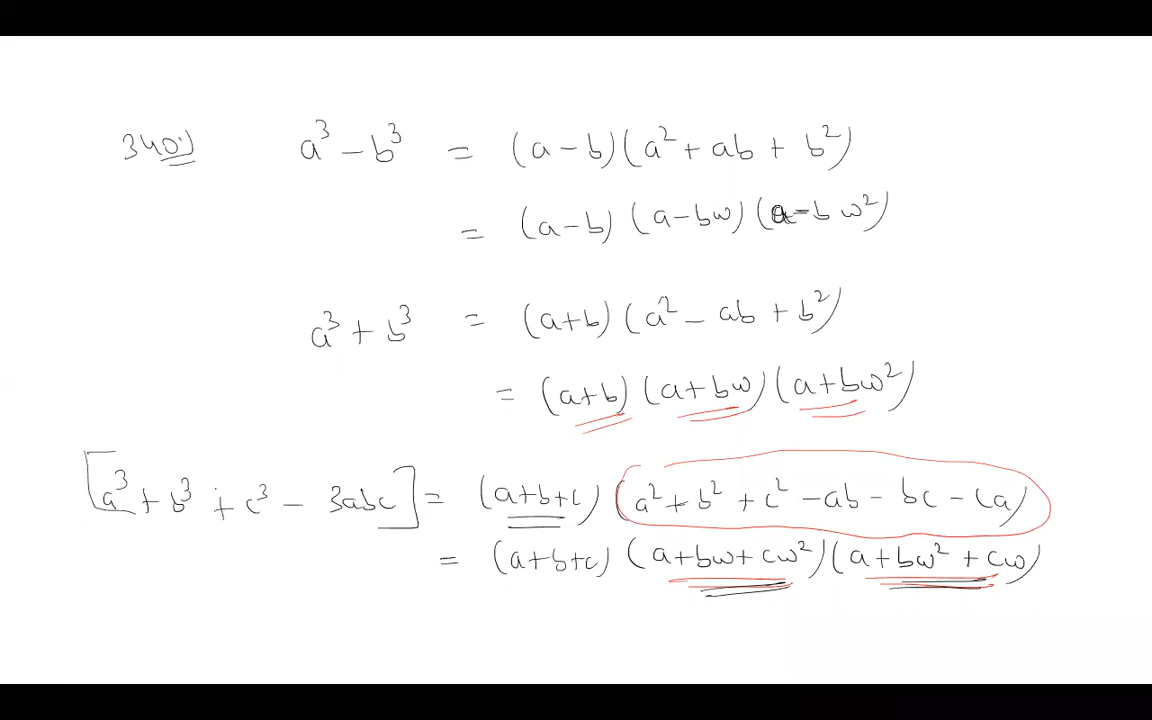 340) a³ - b³ = (a - b)(a² + ab + b²)
= (a - b) (a - bω) (a - bω²)
a³ + b³ = (a+b) (a² - ab + b²)
= (a+b) (a+bω) (a+bω²)
[a³ + b³ + c³ - 3abc] = (a+b+c) (a² + b² + c² - ab - bc - ca)
= (a+b+c) (a+bω+cω²)(a+bω² + cω)